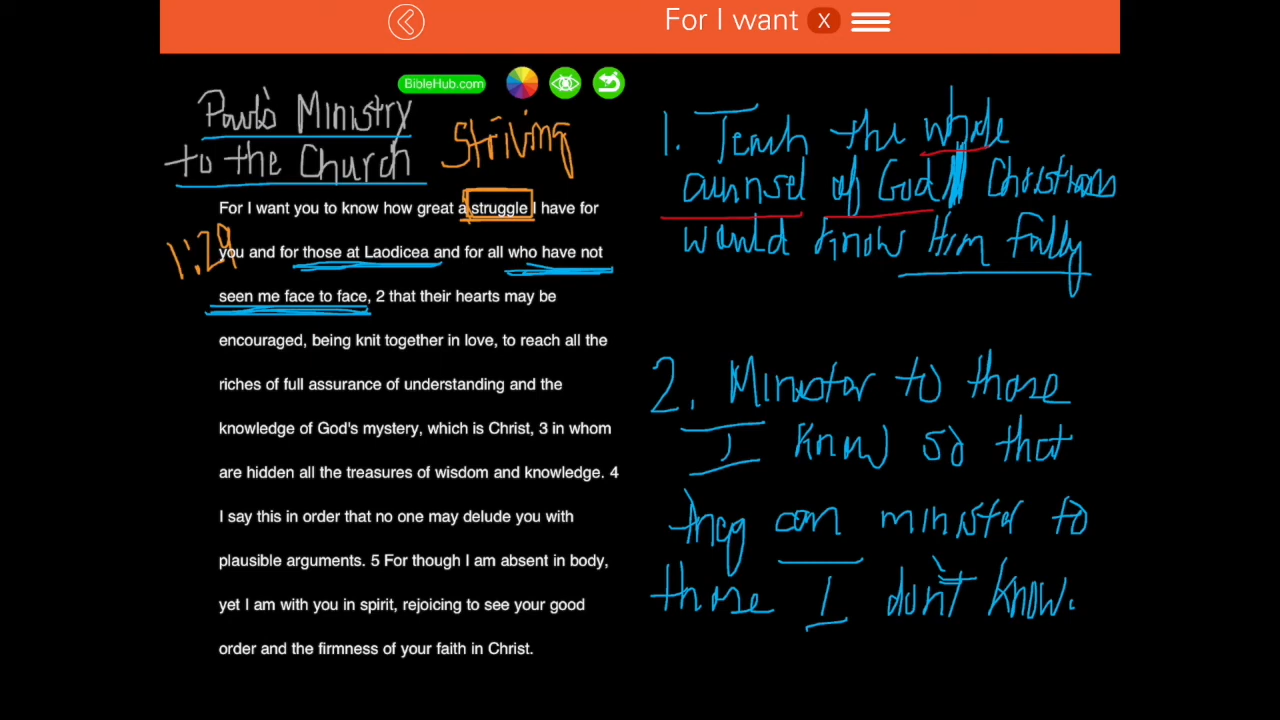 For I want X
BibleHub.com
Paul's Ministry
to the Church
Striving
1:29
For I want you to know how great a struggle I have for
you and for those at Laodicea and for all who have not
seen me face to face, 2 that their hearts may be
encouraged, being knit together in love, to reach all the
riches of full assurance of understanding and the
knowledge of God's mystery, which is Christ, 3 in whom
are hidden all the treasures of wisdom and knowledge. 4
I say this in order that no one may delude you with
plausible arguments. 5 For though I am absent in body,
yet I am with you in spirit, rejoicing to see your good
order and the firmness of your faith in Christ.
1. Teach the whole
counsel of God Christians
would know Him Fully
2. Minister to those
I know so that
they can minister to
those I don't know.